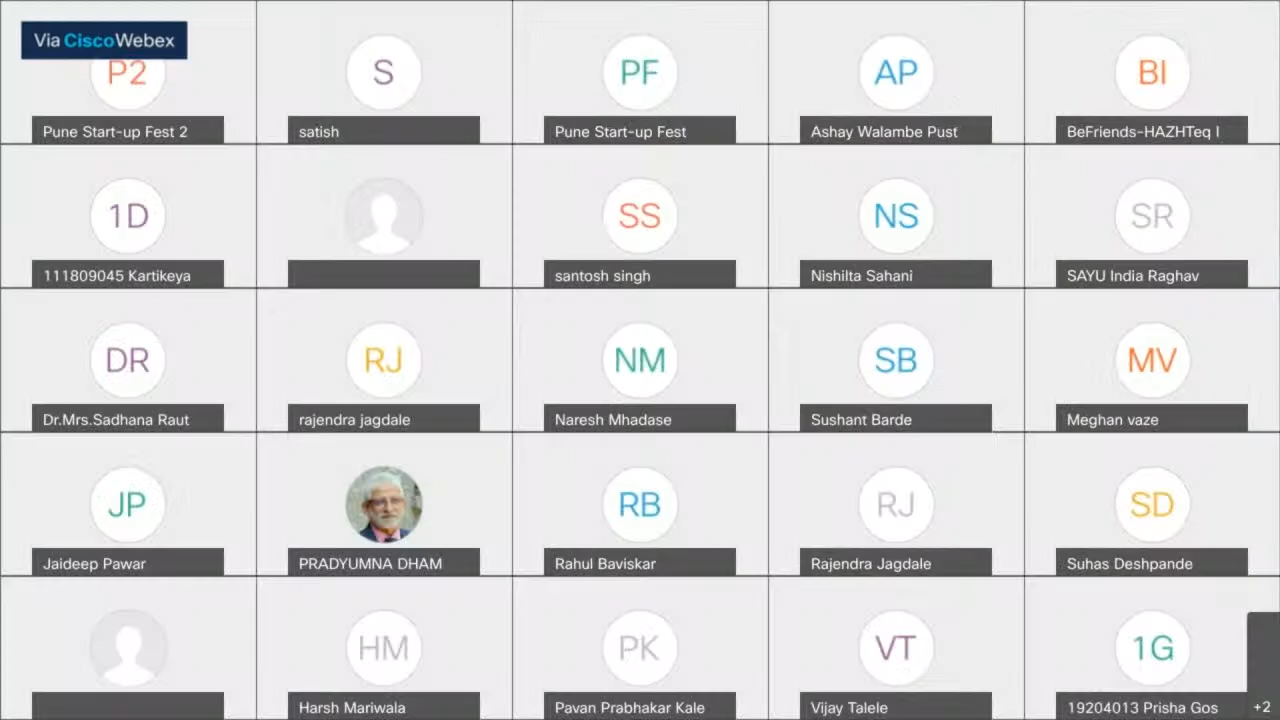 Via Cisco Webex
P2
S
PF
AP
BI
Pune Start-up Fest 2
satish
Pune Start-up Fest
Ashay Walambe Pust
BeFriends-HAZHTeq I
1D
SS
NS
SR
111809045 Kartikeya
santosh singh
Nishilta Sahani
SAYU India Raghav
DR
RJ
NM
SB
MV
Dr.Mrs.Sadhana Raut
rajendra jagdale
Naresh Mhadase
Sushant Barde
Meghan vaze
JP
RB
RJ
SD
Jaideep Pawar
PRADYUMNA DHAM
Rahul Baviskar
Rajendra Jagdale
Suhas Deshpande
HM
PK
VT
1G
Harsh Mariwala
Pavan Prabhakar Kale
Vijay Talele
19204013 Prisha Gos
+2